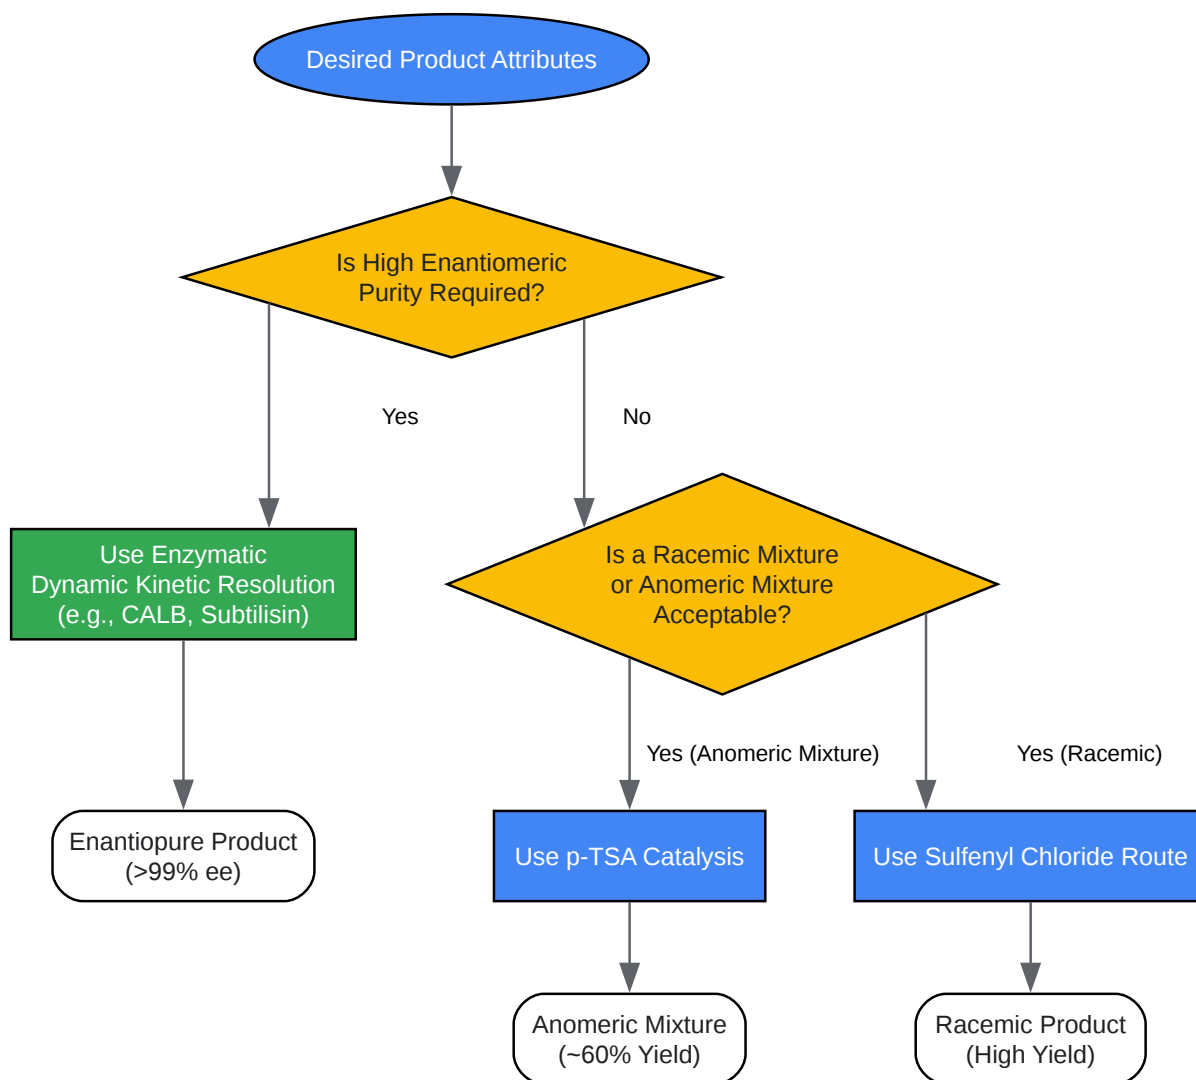 Desired Product Attributes
Is High Enantiomeric
Purity Required?
Yes
No
Use Enzymatic
Dynamic Kinetic Resolution
(e.g., CALB, Subtilisin)
Is a Racemic Mixture
or Anomeric Mixture
Acceptable?
Yes (Anomeric Mixture)
Yes (Racemic)
Enantiopure Product
(>99% ee)
Use p-TSA Catalysis
Use Sulfenyl Chloride Route
Anomeric Mixture
(~60% Yield)
Racemic Product
(High Yield)